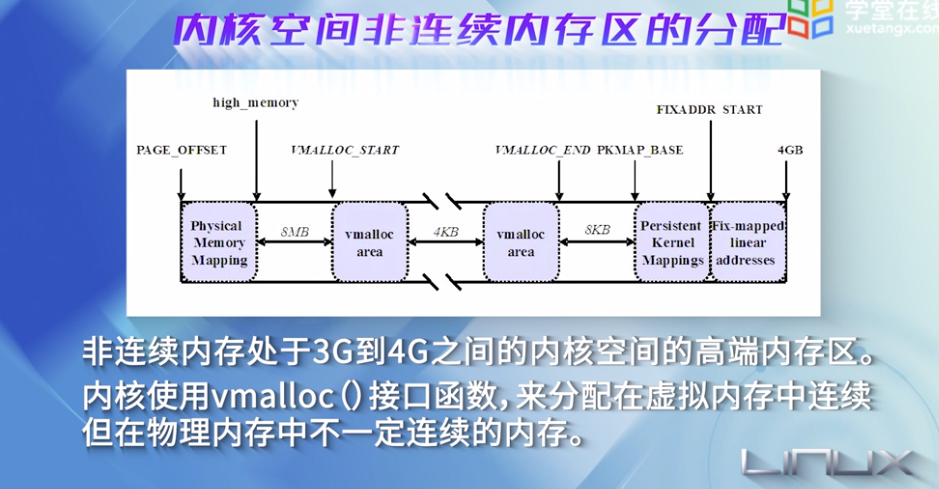 内核空间非连续内存区的分配
学堂在线
xuetangx.com
high_memory
FIXADDR_START
PAGE_OFFSET
VMALLOC_START
VMALLOC_END PKMAP_BASE
4GB
Physical Memory Mapping
8MB
vmalloc area
4KB
vmalloc area
8KB
Persistent Kernel Mappings
Fix-mapped linear addresses
非连续内存处于3G到4G之间的内核空间的高端内存区。
内核使用vmalloc()接口函数,来分配在虚拟内存中连续
但在物理内存中不一定连续的内存。
LINUX